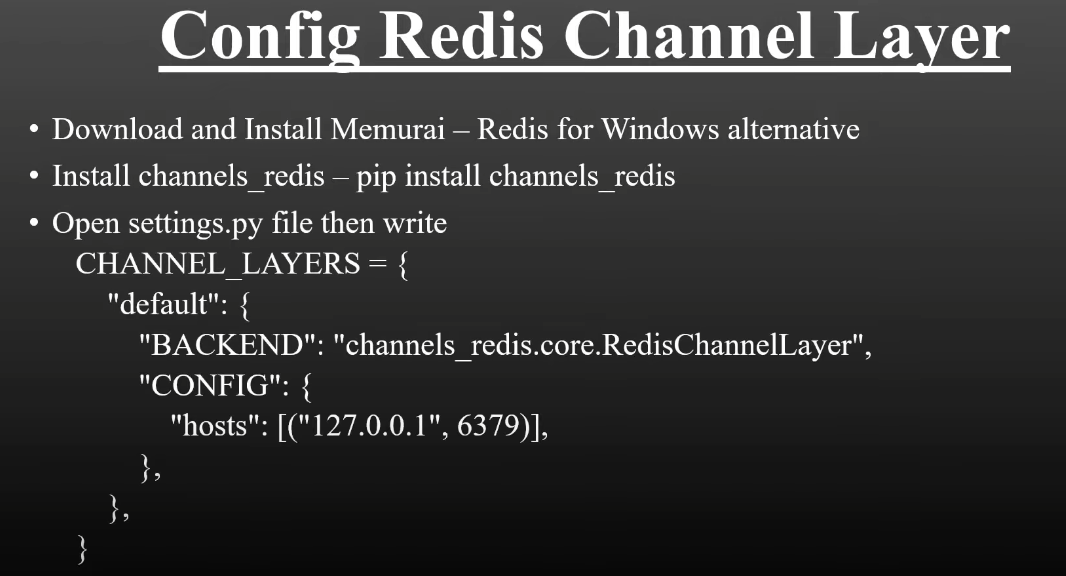 Config Redis Channel Layer
• Download and Install Memurai – Redis for Windows alternative
• Install channels_redis – pip install channels_redis
• Open settings.py file then write
CHANNEL_LAYERS = {
"default": {
"BACKEND": "channels_redis.core.RedisChannelLayer",
"CONFIG": {
"hosts": [("127.0.0.1", 6379)],
},
},
}